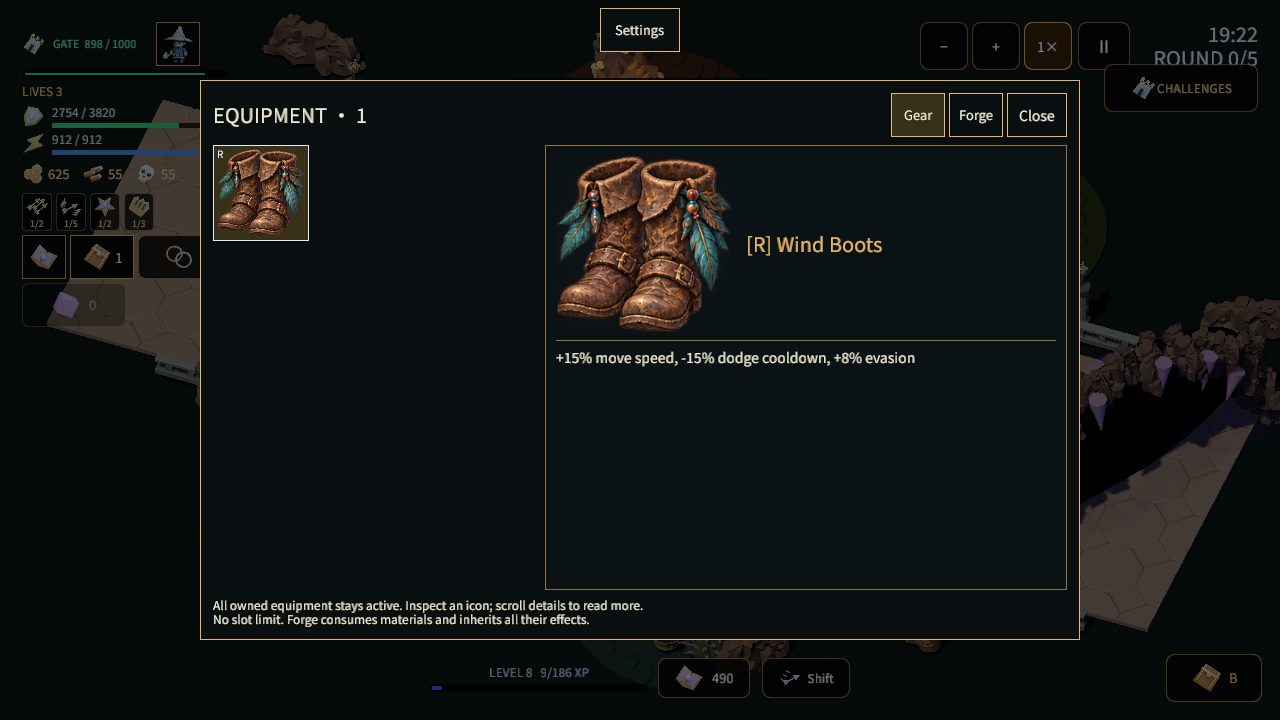 Settings
GATE 898 / 1000
− + 1× II
19:22
ROUND 0/5
CHALLENGES
LIVES 3
2754 / 3820
912 / 912
625 55 55
1/2 1/5 1/2 1/3
1
0
EQUIPMENT • 1
Gear Forge Close
R
[R] Wind Boots
+15% move speed, -15% dodge cooldown, +8% evasion
All owned equipment stays active. Inspect an icon; scroll details to read more.
No slot limit. Forge consumes materials and inherits all their effects.
LEVEL 8 9/186 XP
490
Shift
B